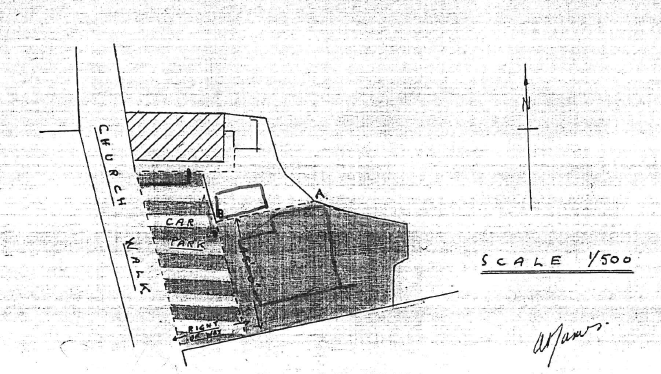 N
CHURCH
WALK
A.
B
CAR
PARK
SCALE 1/500
RIGHT
OF WAY